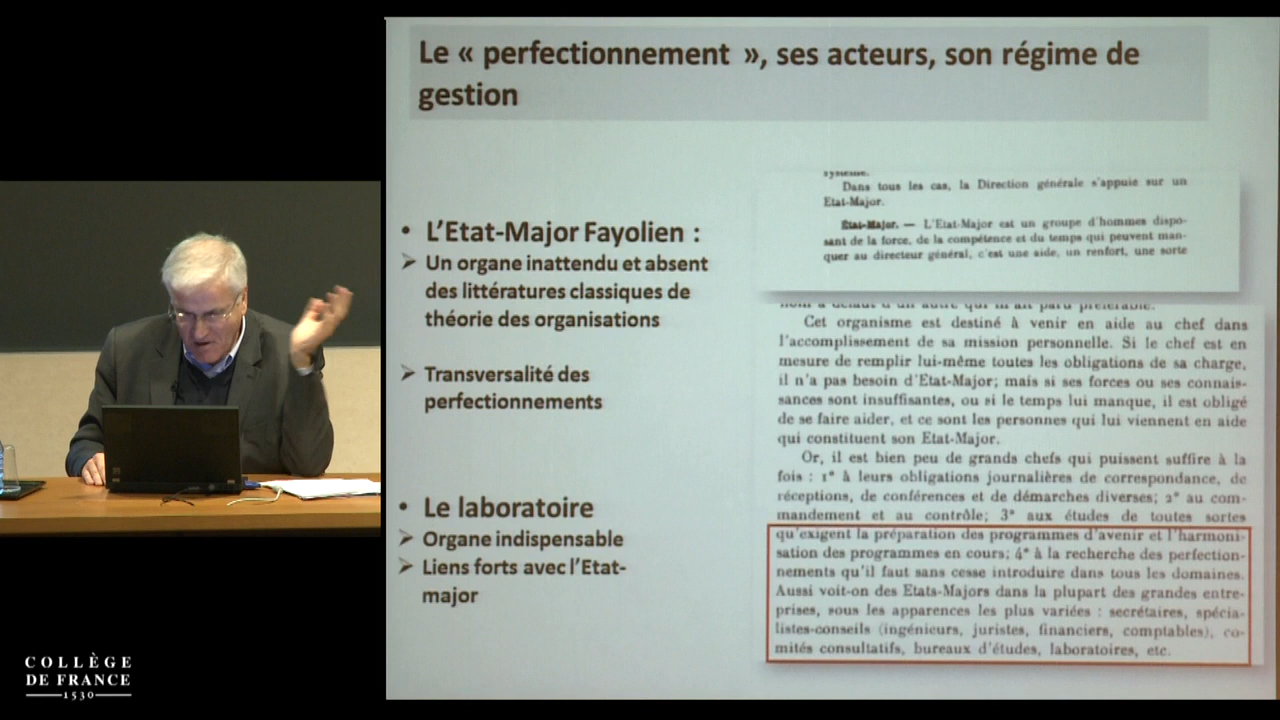 Le « perfectionnement », ses acteurs, son régime de
gestion
• L'Etat-Major Fayolien :
➢ Un organe inattendu et absent
des littératures classiques de
théorie des organisations
➢ Transversalité des
perfectionnements
• Le laboratoire
➢ Organe indispensable
➢ Liens forts avec l'Etat-
major
système.
Dans tous les cas, la Direction générale s'appuie sur un
Etat-Major.
Etat-Major. — L'Etat-Major est un groupe d'hommes dispo-
sant de la force, de la compétence et du temps qui peuvent man-
quer au directeur général, c'est une aide, un renfort, une sorte
nom à défaut d'un autre qui m'ait paru préférable.
Cet organisme est destiné à venir en aide au chef dans
l'accomplissement de sa mission personnelle. Si le chef est en
mesure de remplir lui-même toutes les obligations de sa charge,
il n'a pas besoin d'Etat-Major; mais si ses forces ou ses connais-
sances sont insuffisantes, ou si le temps lui manque, il est obligé
de se faire aider, et ce sont les personnes qui lui viennent en aide
qui constituent son Etat-Major.
Or, il est bien peu de grands chefs qui puissent suffire à la
fois : 1° à leurs obligations journalières de correspondance, de
réceptions, de conférences et de démarches diverses; 2° au com-
mandement et au contrôle; 3° aux études de toutes sortes
qu'exigent la préparation des programmes d'avenir et l'harmoni-
sation des programmes en cours; 4° à la recherche des perfection-
nements qu'il faut sans cesse introduire dans tous les domaines.
Aussi voit-on des Etats-Majors dans la plupart des grandes entre-
prises, sous les apparences les plus variées : secrétaires, spécia-
listes-conseils (ingénieurs, juristes, financiers, comptables), co-
mités consultatifs, bureaux d'études, laboratoires, etc.
COLLÈGE
DE FRANCE
1530